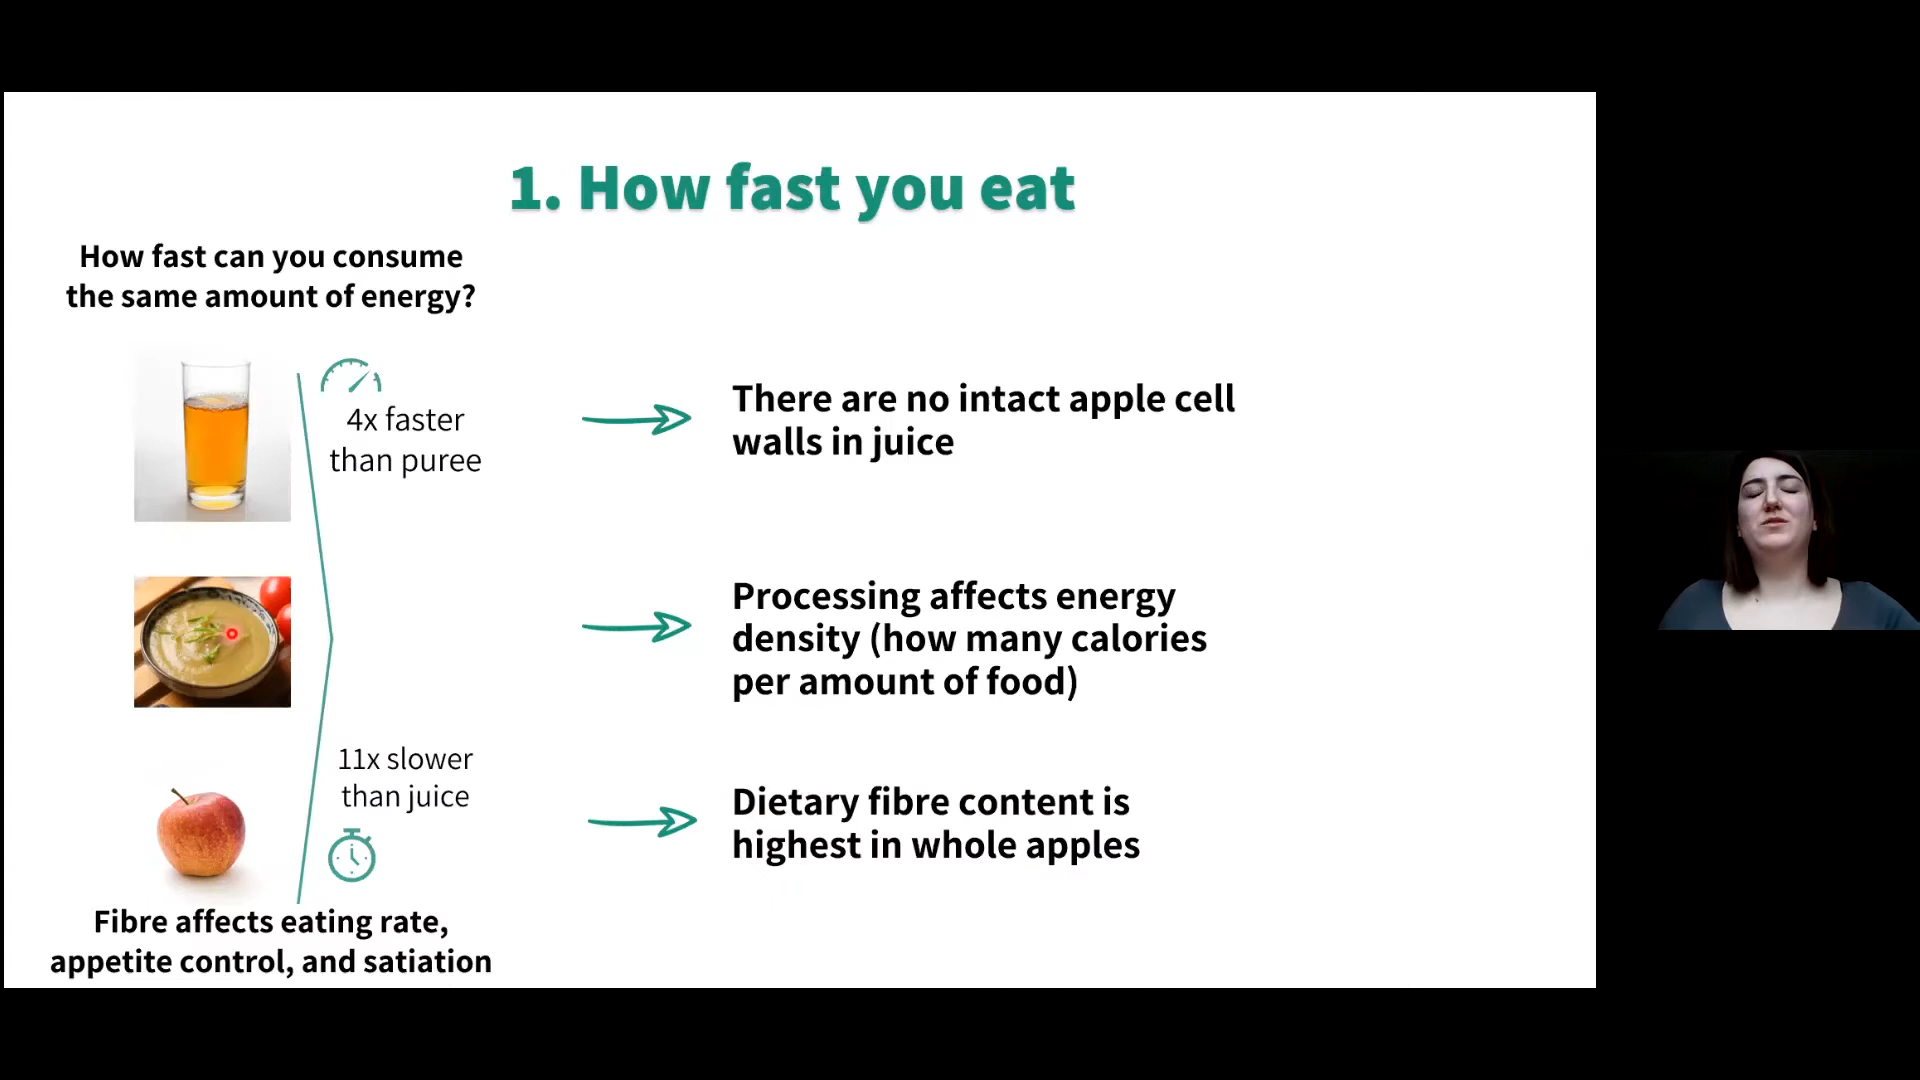 1. How fast you eat
How fast can you consume
the same amount of energy?
4x faster
than puree
There are no intact apple cell
walls in juice
Processing affects energy
density (how many calories
per amount of food)
11x slower
than juice
Dietary fibre content is
highest in whole apples
Fibre affects eating rate,
appetite control, and satiation